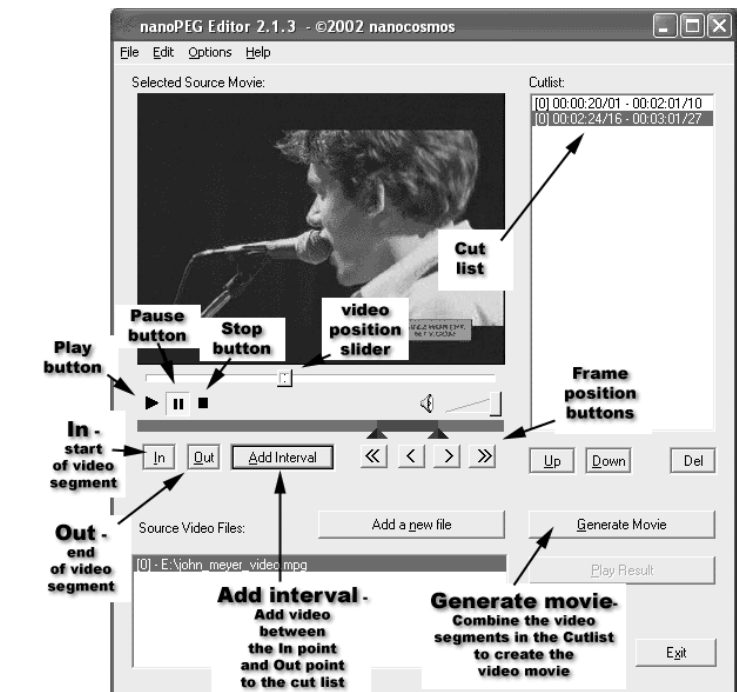 nanoPEG Editor 2.1.3 - ©2002 nanocosmos
File Edit Options Help
Selected Source Movie:
Cutlist:
[0] 00:00:20/01 - 00:02:01/10
[0] 00:02:24/16 - 00:03:01/27
Cut
list
Pause
button
Stop
button
video
position
slider
Play
button
Frame
position
buttons
In -
start
of video
segment
In Out Add Interval
Up Down Del
Out -
end
of video
segment
Source Video Files:
Add a new file
Generate Movie
[0] - E:\john_meyer_video.mpg
Play Result
Add interval -
Add video
between
the In point
and Out point
to the cut list
Generate movie-
Combine the video
segments in the Cutlist
to create the
video movie
Exit